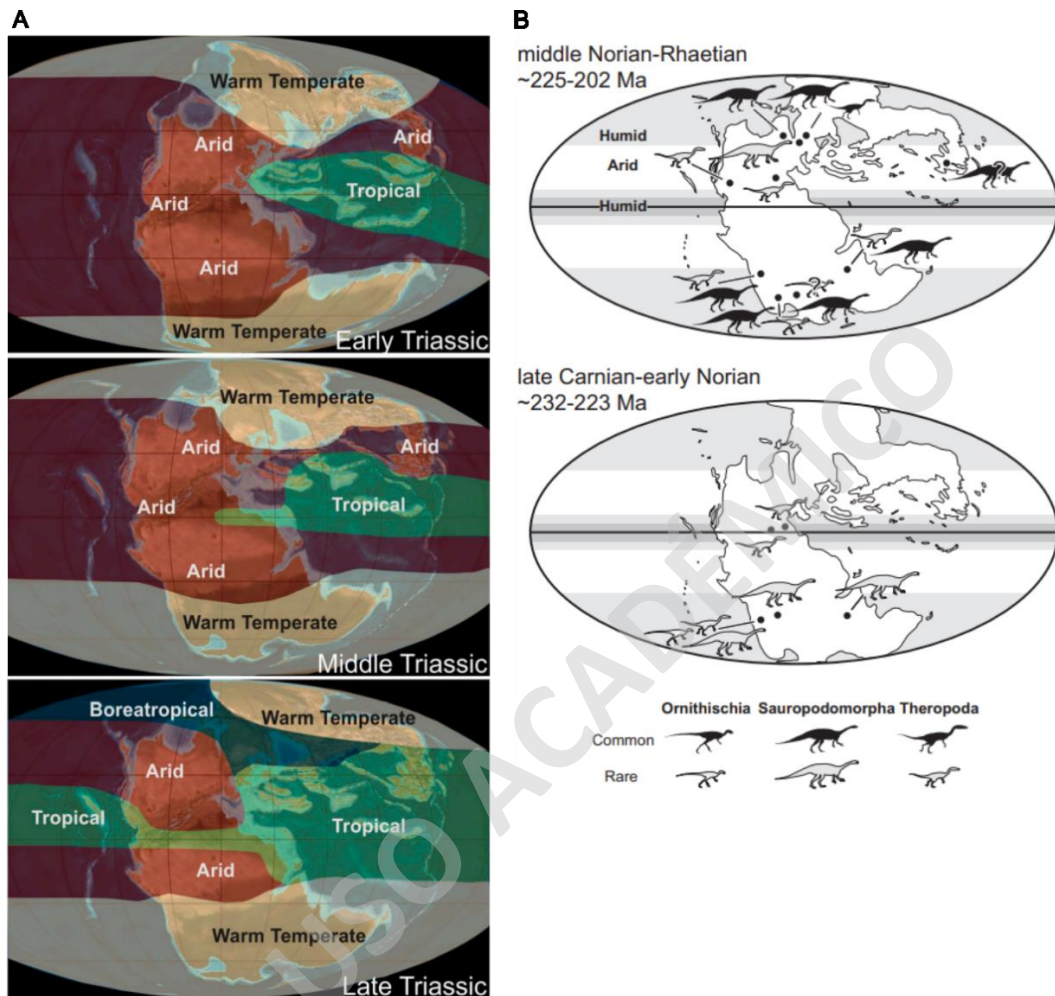 A
Warm Temperate
Arid
Arid
Tropical
Arid
Arid
Warm Temperate
Early Triassic
Warm Temperate
Arid
Arid
Arid
Tropical
Arid
Warm Temperate
Middle Triassic
Boreatropical
Warm Temperate
Arid
Tropical
Tropical
Arid
Warm Temperate
Late Triassic
B
middle Norian-Rhaetian
~225-202 Ma
Humid
Arid
Humid
?
?
late Carnian-early Norian
~232-223 Ma
Ornithischia Sauropodomorpha Theropoda
Common
Rare
USO ACADÉMICO